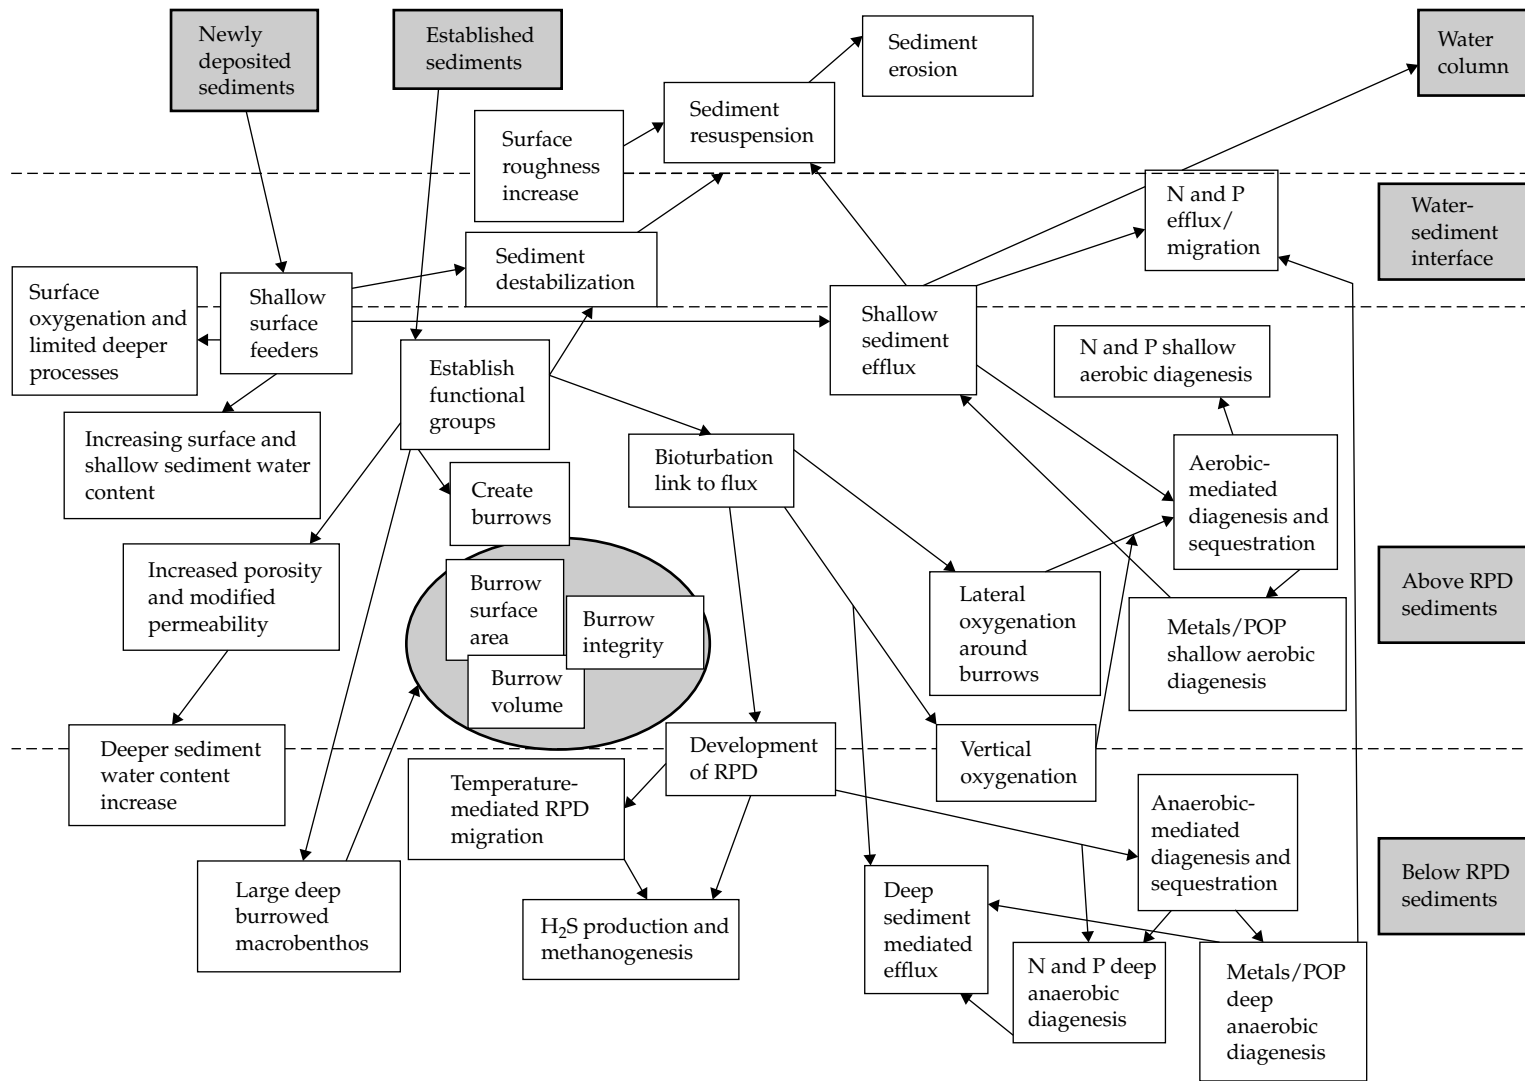 Newly
deposited
sediments
Established
sediments
Sediment
erosion
Water
column
Sediment
resuspension
Surface
roughness
increase
N and P
efflux/
migration
Water-
sediment
interface
Sediment
destabilization
Surface
oxygenation and
limited deeper
processes
Shallow
surface
feeders
Shallow
sediment
efflux
N and P shallow
aerobic diagenesis
Establish
functional
groups
Increasing surface and
shallow sediment water
content
Bioturbation
link to flux
Aerobic-
mediated
diagenesis and
sequestration
Create
burrows
Increased porosity
and modified
permeability
Burrow
surface
area
Burrow
integrity
Burrow
volume
Lateral
oxygenation
around
burrows
Metals/POP
shallow aerobic
diagenesis
Above RPD
sediments
Deeper sediment
water content
increase
Development
of RPD
Vertical
oxygenation
Temperature-
mediated RPD
migration
Anaerobic-
mediated
diagenesis and
sequestration
Large deep
burrowed
macrobenthos
H₂S production and
methanogenesis
Deep
sediment
mediated
efflux
Below RPD
sediments
N and P deep
anaerobic
diagenesis
Metals/POP
deep
anaerobic
diagenesis